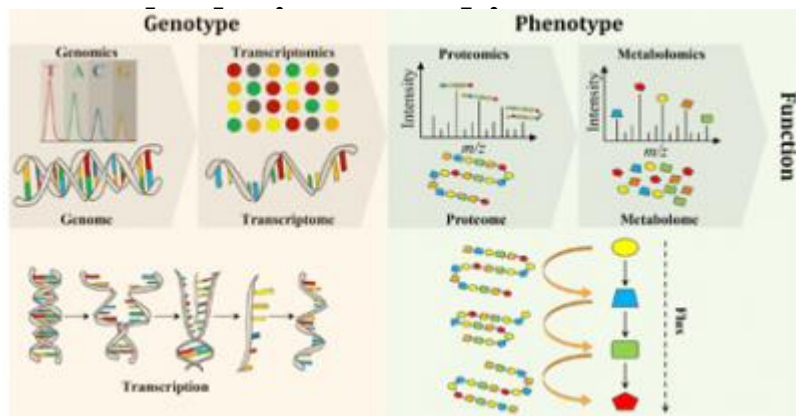 Genotype
Phenotype
Genomics
Transcriptomics
Proteomics
Metabolomics
T A C G
Intensity
m/z
Intensity
m/z
Function
Genome
Transcriptome
Proteome
Metabolome
Flux
Transcription